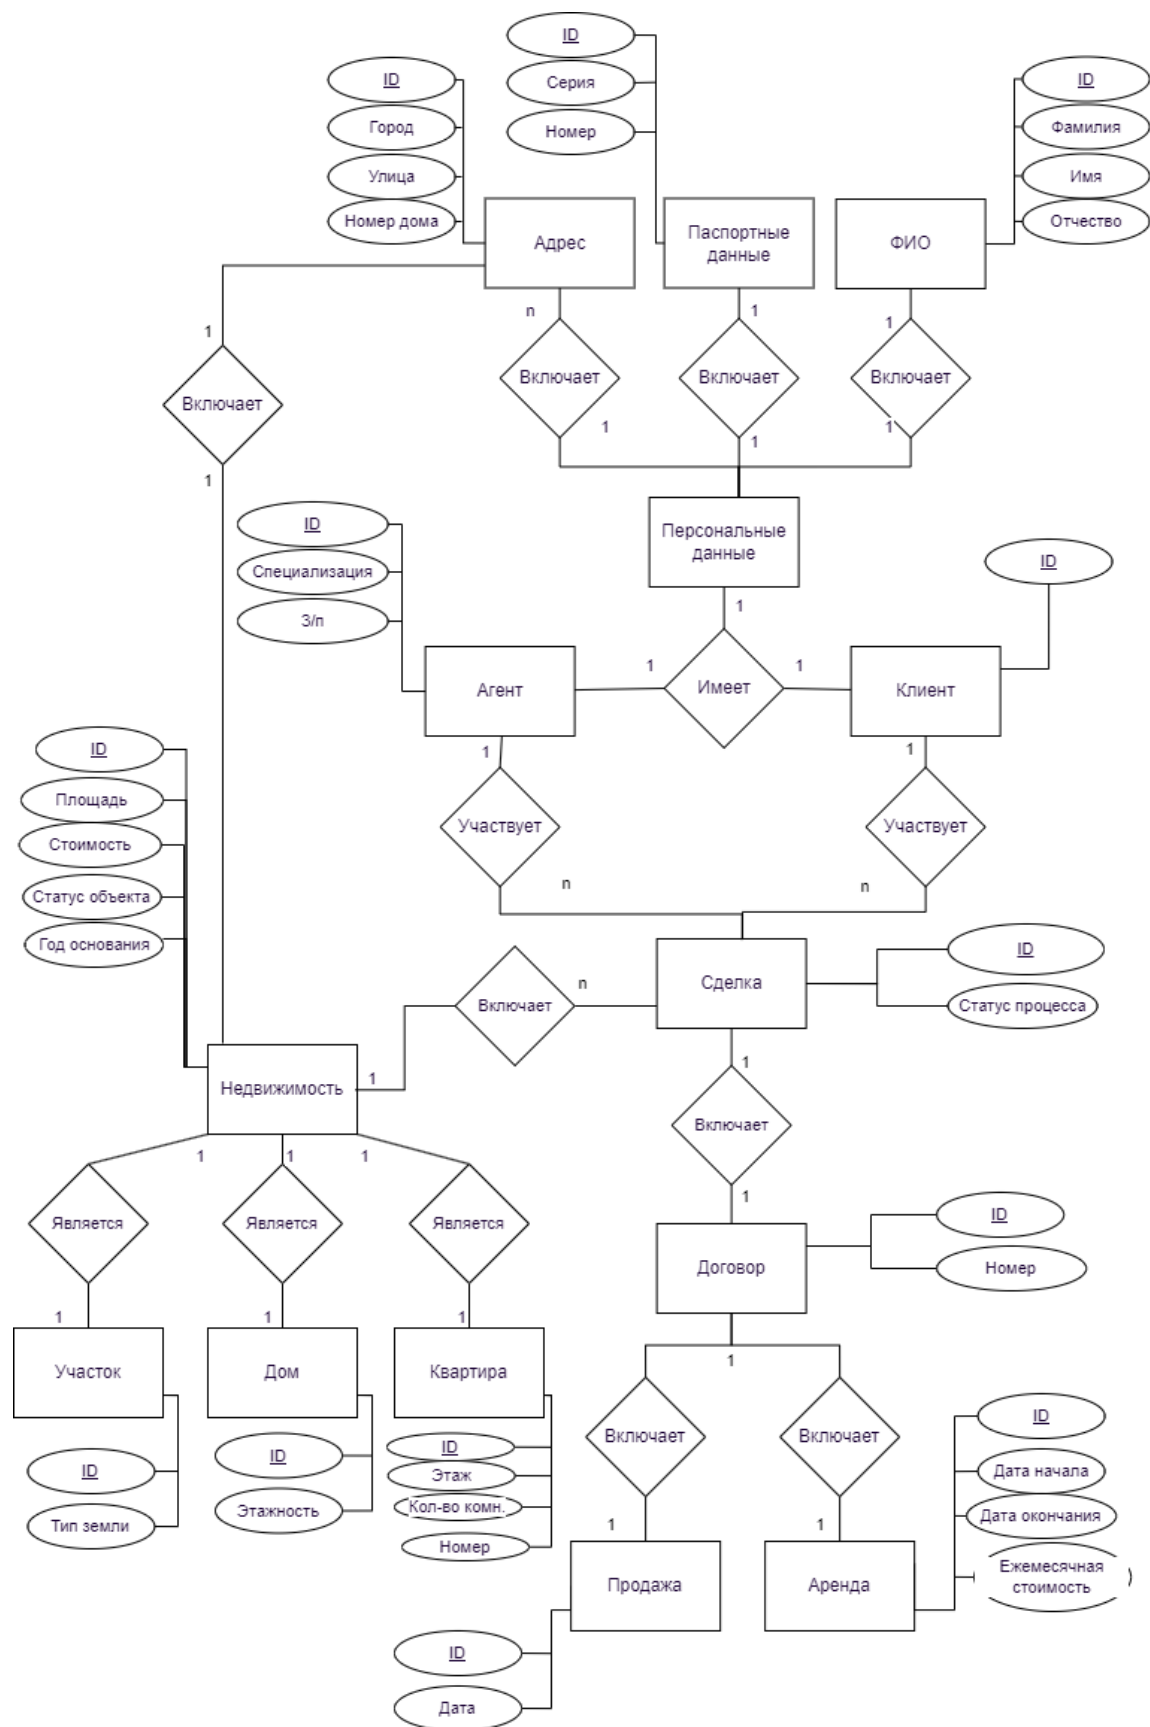 ID
ID
ID
Серия
Город
Фамилия
Номер
Улица
Имя
Номер дома
Отчество
Адрес
Паспортные
данные
ФИО
n
1
1
1
Включает
Включает
Включает
Включает
1
1
1
1
ID
Персональные
данные
ID
Специализация
З/п
1
1
1
Агент
Имеет
Клиент
ID
1
1
Площадь
Участвует
Участвует
Стоимость
n
n
Статус объекта
Год основания
ID
Сделка
n
Включает
Статус процесса
1
1
Недвижимость
Включает
1
1
1
1
ID
Является
Является
Является
Договор
Номер
1
1
1
1
Участок
Дом
Квартира
ID
Включает
Включает
ID
ID
ID
Этаж
Дата начала
Кол-во комн.
Этажность
Дата окончания
Тип земли
1
1
Номер
Ежемесячная
стоимость
Продажа
Аренда
ID
Дата